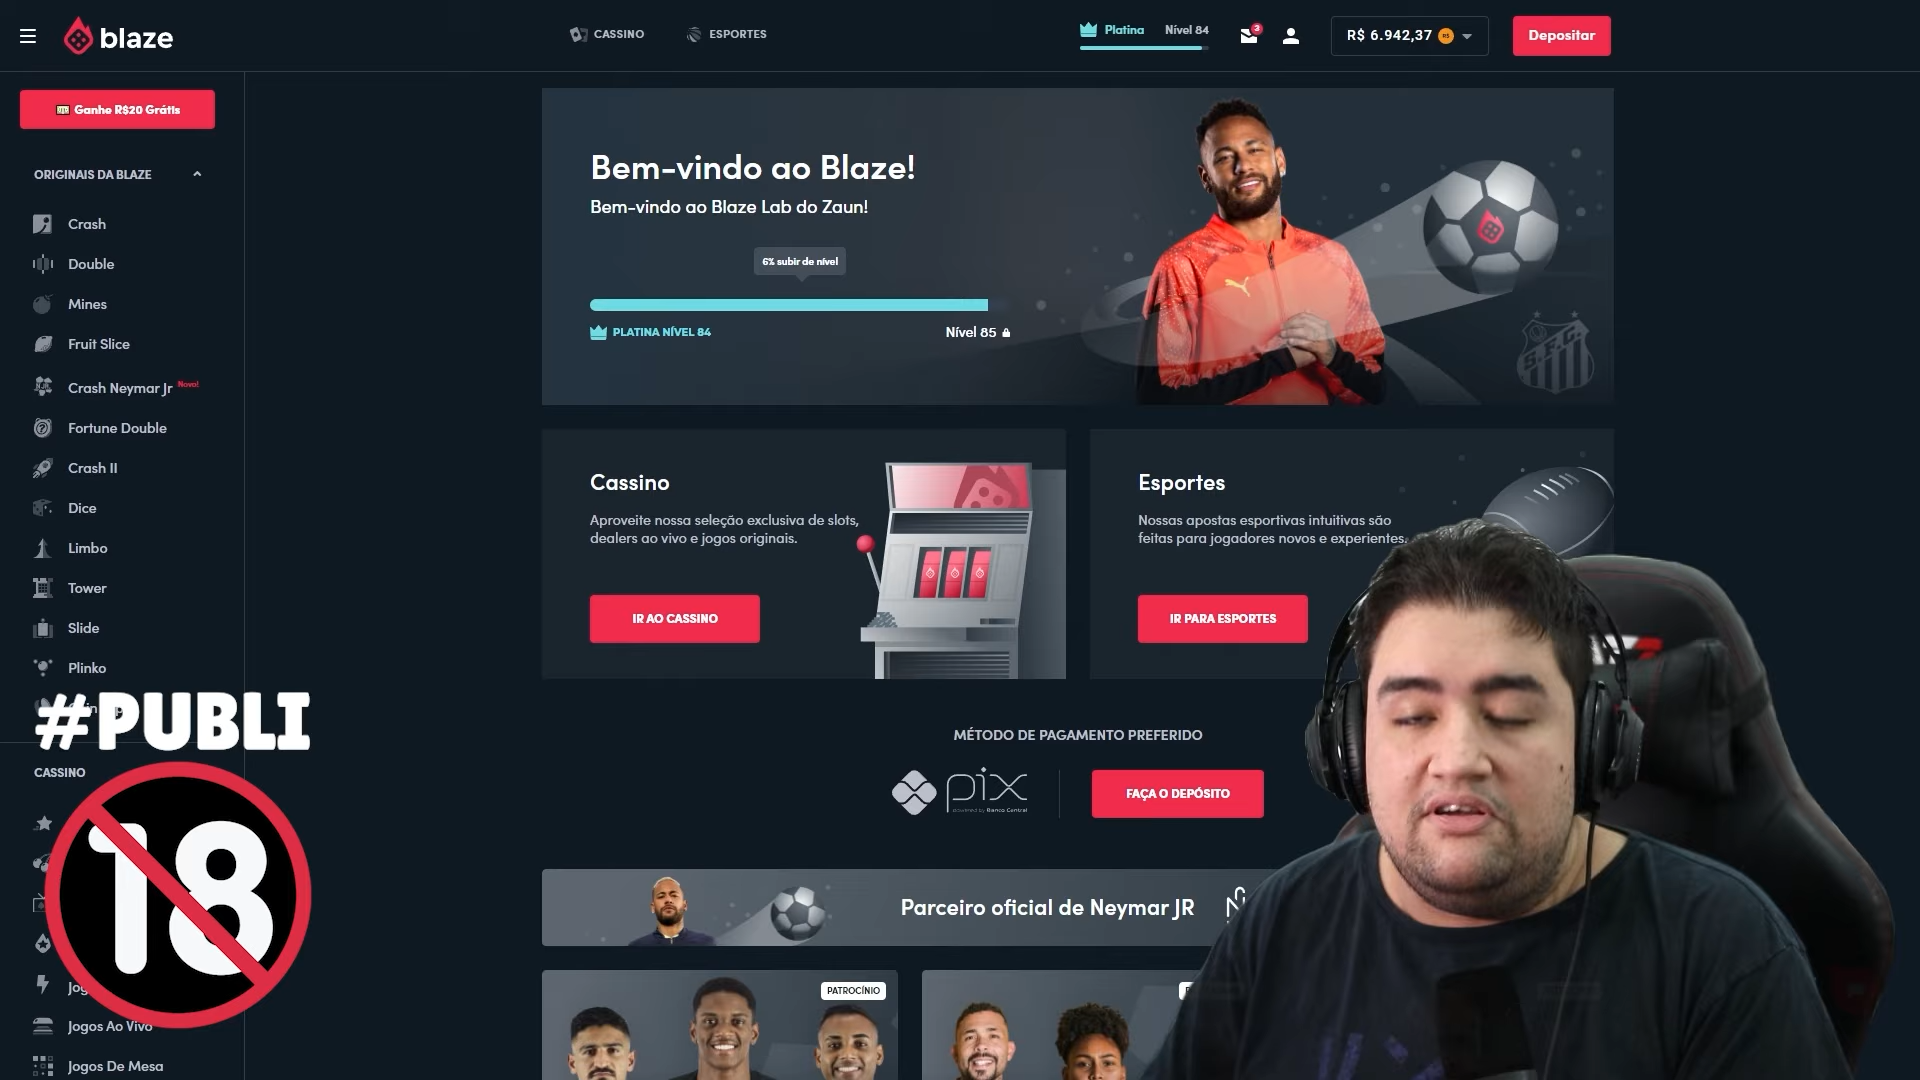 blaze
CASSINO
ESPORTES
Platina
Nível 84
3
R$ 6.942,37
R$
Depositar
Ganhe R$20 Grátis
ORIGINAIS DA BLAZE
Crash
Double
Mines
Fruit Slice
Crash Neymar Jr Novo!
Fortune Double
Crash II
Dice
Limbo
Tower
Slide
Plinko
#PUBLI
CASSINO
18
Jogos Ao Vivo
Jogos De Mesa
Bem-vindo ao Blaze!
Bem-vindo ao Blaze Lab do Zaun!
6% subir de nível
PLATINA NÍVEL 84
Nível 85
S.F.C.
Cassino
Aproveite nossa seleção exclusiva de slots,
dealers ao vivo e jogos originais.
IR AO CASSINO
Esportes
Nossas apostas esportivas intuitivas são
feitas para jogadores novos e experientes.
IR PARA ESPORTES
MÉTODO DE PAGAMENTO PREFERIDO
pix
powered by Banco Central
FAÇA O DEPÓSITO
Parceiro oficial de Neymar JR
PATROCÍNIO